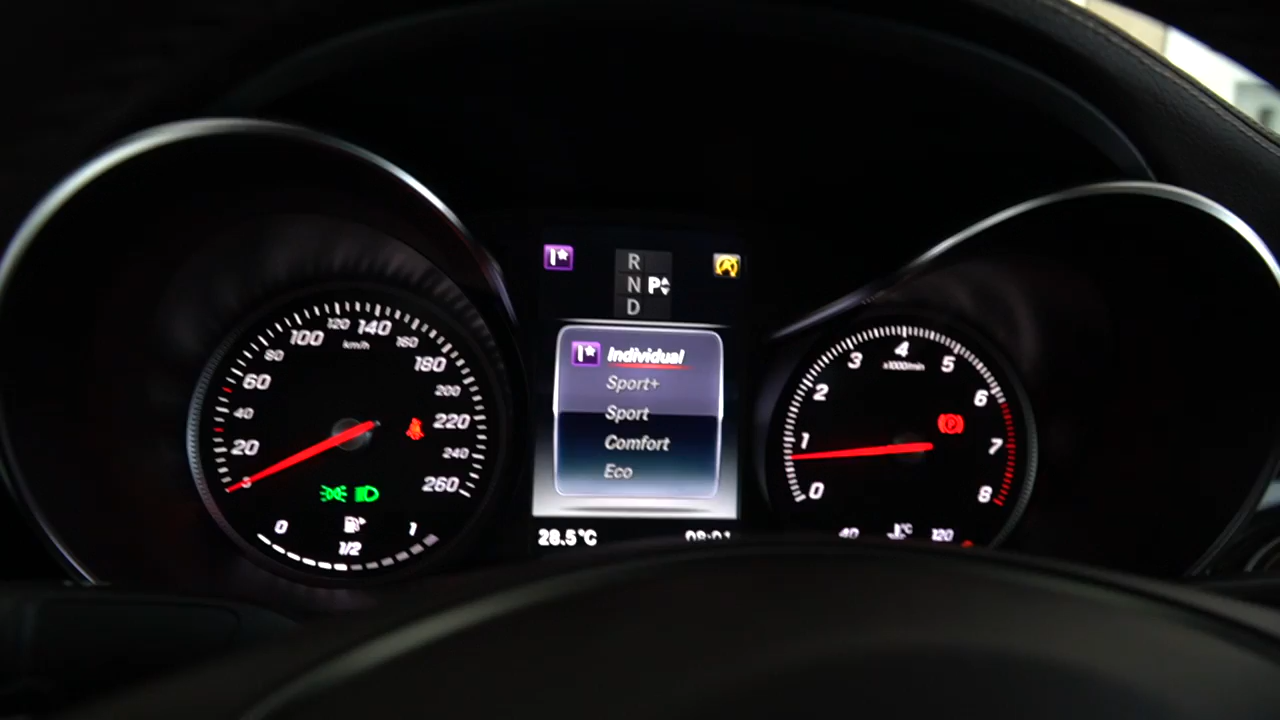 R
N P
D
Individual
Sport+
Sport
Comfort
Eco
28.5°C
0
20
40
60
80
100
120
140
160
180
200
220
240
260
km/h
0
1/2
1
0
1
2
3
4
5
6
7
8
x1000/min
P
40
°C
120